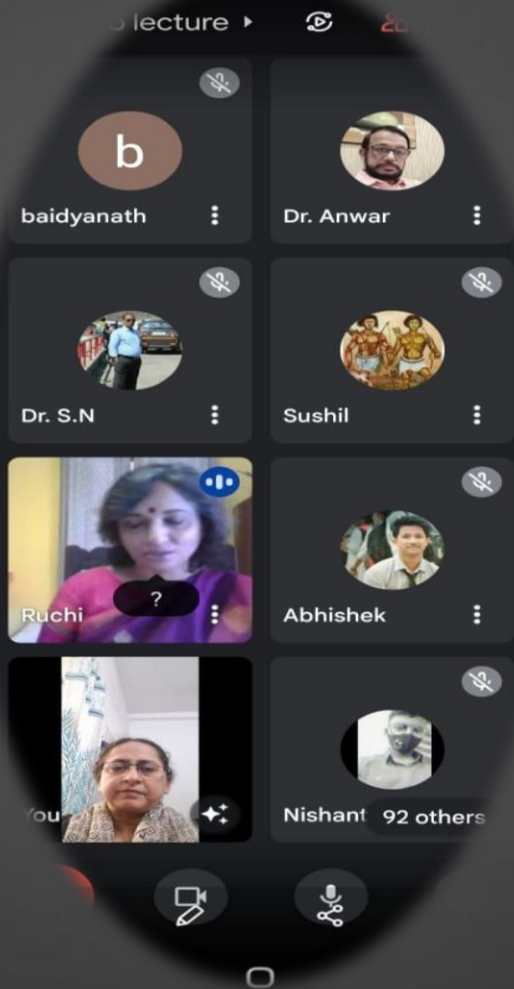 lecture
b
baidyanath
Dr. Anwar
Dr. S.N
Sushil
Ruchi
?
Abhishek
You
Nishant
92 others